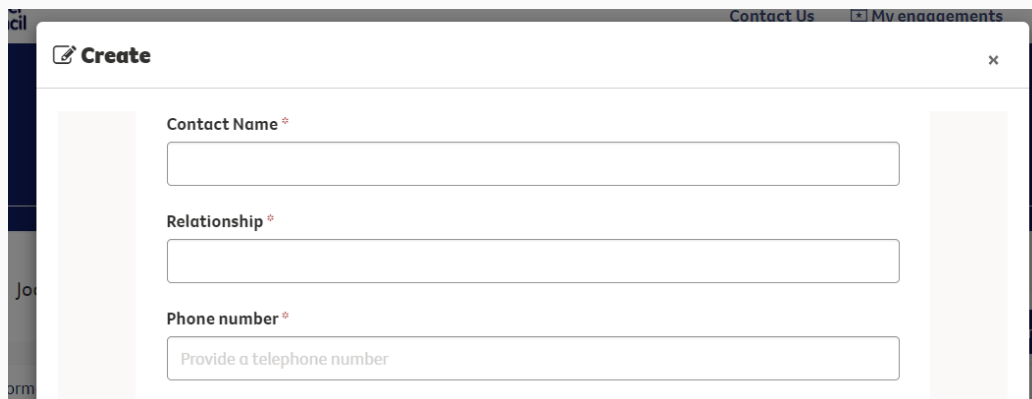 Contact Us My engagements
Create
×
Contact Name *
Relationship *
Phone number *
Provide a telephone number